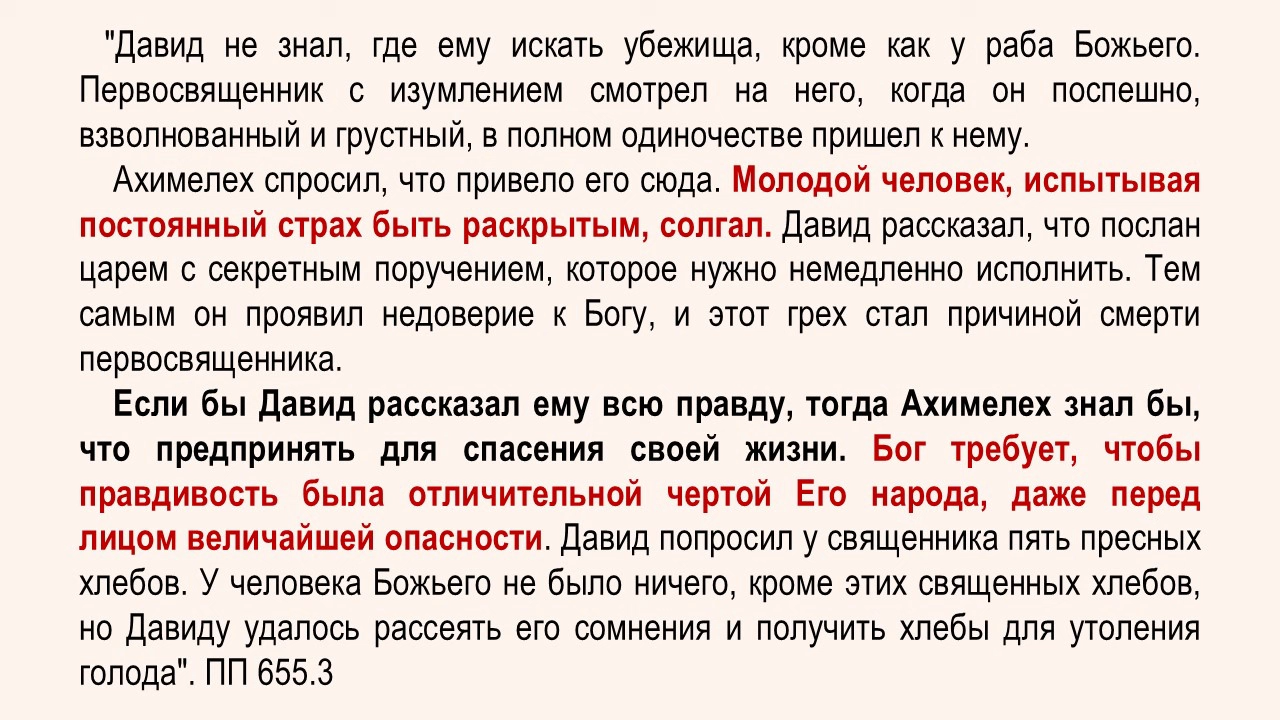 "Давид не знал, где ему искать убежища, кроме как у раба Божьего.
Первосвященник с изумлением смотрел на него, когда он поспешно,
взволнованный и грустный, в полном одиночестве пришел к нему.
Ахимелех спросил, что привело его сюда. Молодой человек, испытывая
постоянный страх быть раскрытым, солгал. Давид рассказал, что послан
царем с секретным поручением, которое нужно немедленно исполнить. Тем
самым он проявил недоверие к Богу, и этот грех стал причиной смерти
первосвященника.
Если бы Давид рассказал ему всю правду, тогда Ахимелех знал бы,
что предпринять для спасения своей жизни. Бог требует, чтобы
правдивость была отличительной чертой Его народа, даже перед
лицом величайшей опасности. Давид попросил у священника пять пресных
хлебов. У человека Божьего не было ничего, кроме этих священных хлебов,
но Давиду удалось рассеять его сомнения и получить хлебы для утоления
голода". ПП 655.3